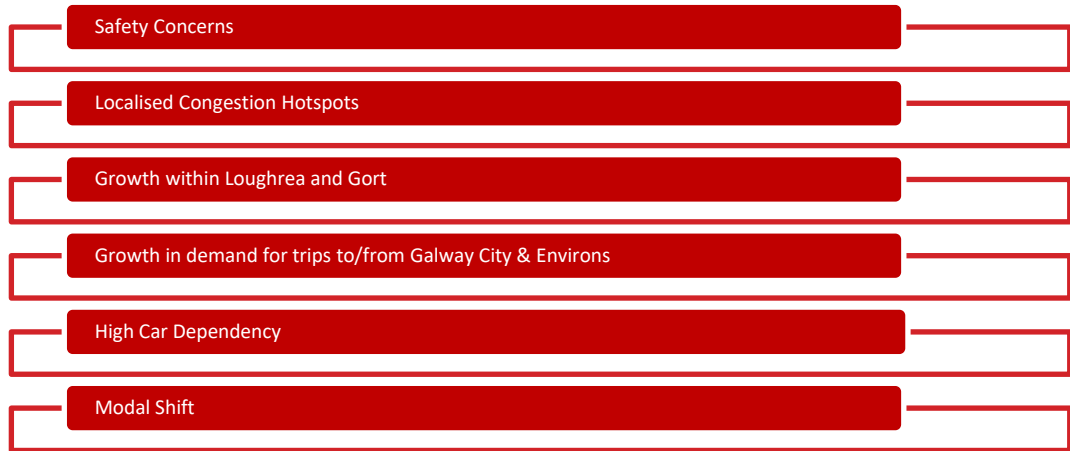 Safety Concerns
Localised Congestion Hotspots
Growth within Loughrea and Gort
Growth in demand for trips to/from Galway City & Environs
High Car Dependency
Modal Shift